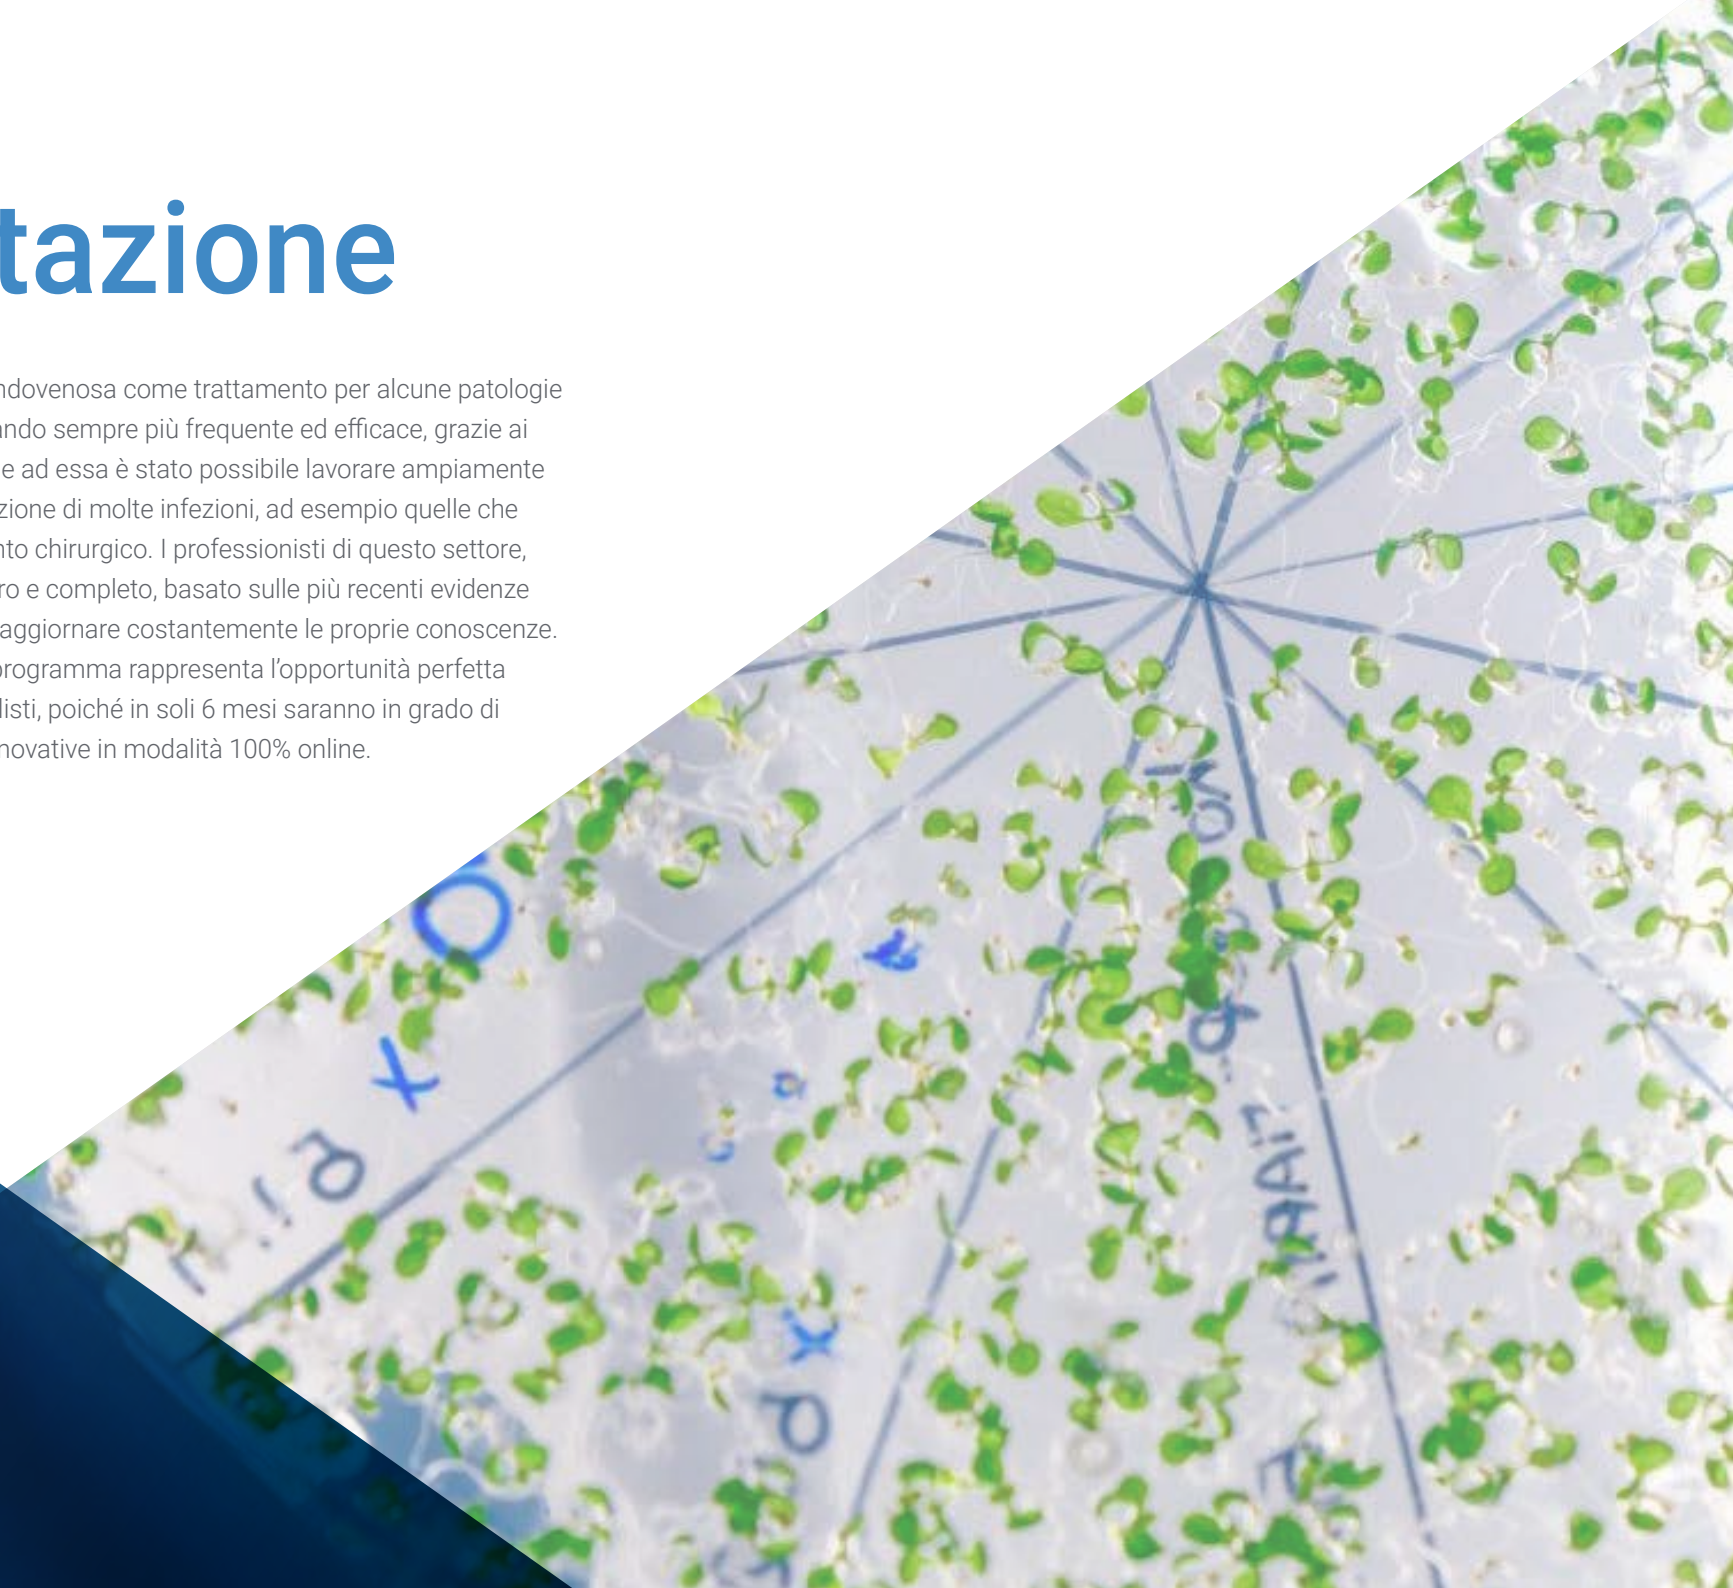 tazione
ndovenosa come trattamento per alcune patologie
ando sempre più frequente ed efficace, grazie ai
e ad essa è stato possibile lavorare ampiamente
zione di molte infezioni, ad esempio quelle che
nto chirurgico. I professionisti di questo settore,
ro e completo, basato sulle più recenti evidenze
aggiornare costantemente le proprie conoscenze.
programma rappresenta l'opportunità perfetta
listi, poiché in soli 6 mesi saranno in grado di
novative in modalità 100% online.